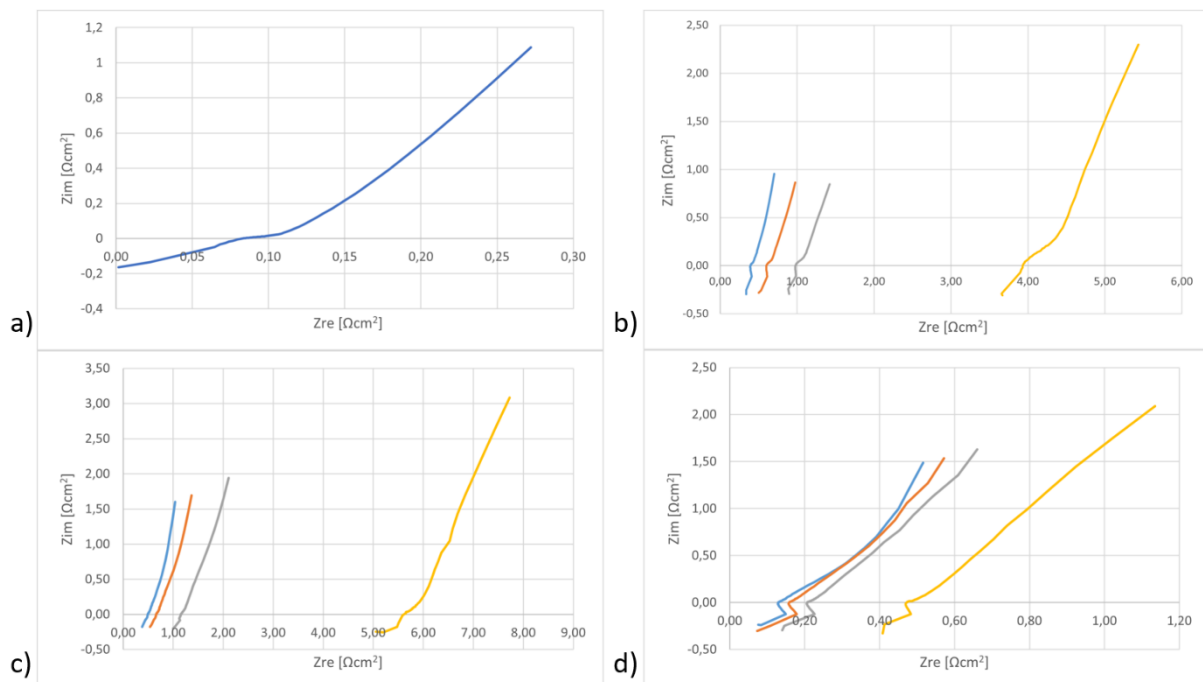 1,2
1
0,8
0,6
0,4
0,2
0
-0,2
-0,4
0,00 0,05 0,10 0,15 0,20 0,25 0,30
Zim [Ωcm²]
Zre [Ωcm²]
a)
2,50
2,00
1,50
1,00
0,50
0,00
-0,50
0,00 1,00 2,00 3,00 4,00 5,00 6,00
Zim [Ωcm²]
Zre [Ωcm²]
b)
3,50
3,00
2,50
2,00
1,50
1,00
0,50
0,00
-0,50
0,00 1,00 2,00 3,00 4,00 5,00 6,00 7,00 8,00 9,00
Zim [Ωcm²]
Zre [Ωcm²]
c)
2,50
2,00
1,50
1,00
0,50
0,00
-0,50
0,00 0,20 0,40 0,60 0,80 1,00 1,20
Zim [Ωcm²]
Zre [Ωcm²]
d)